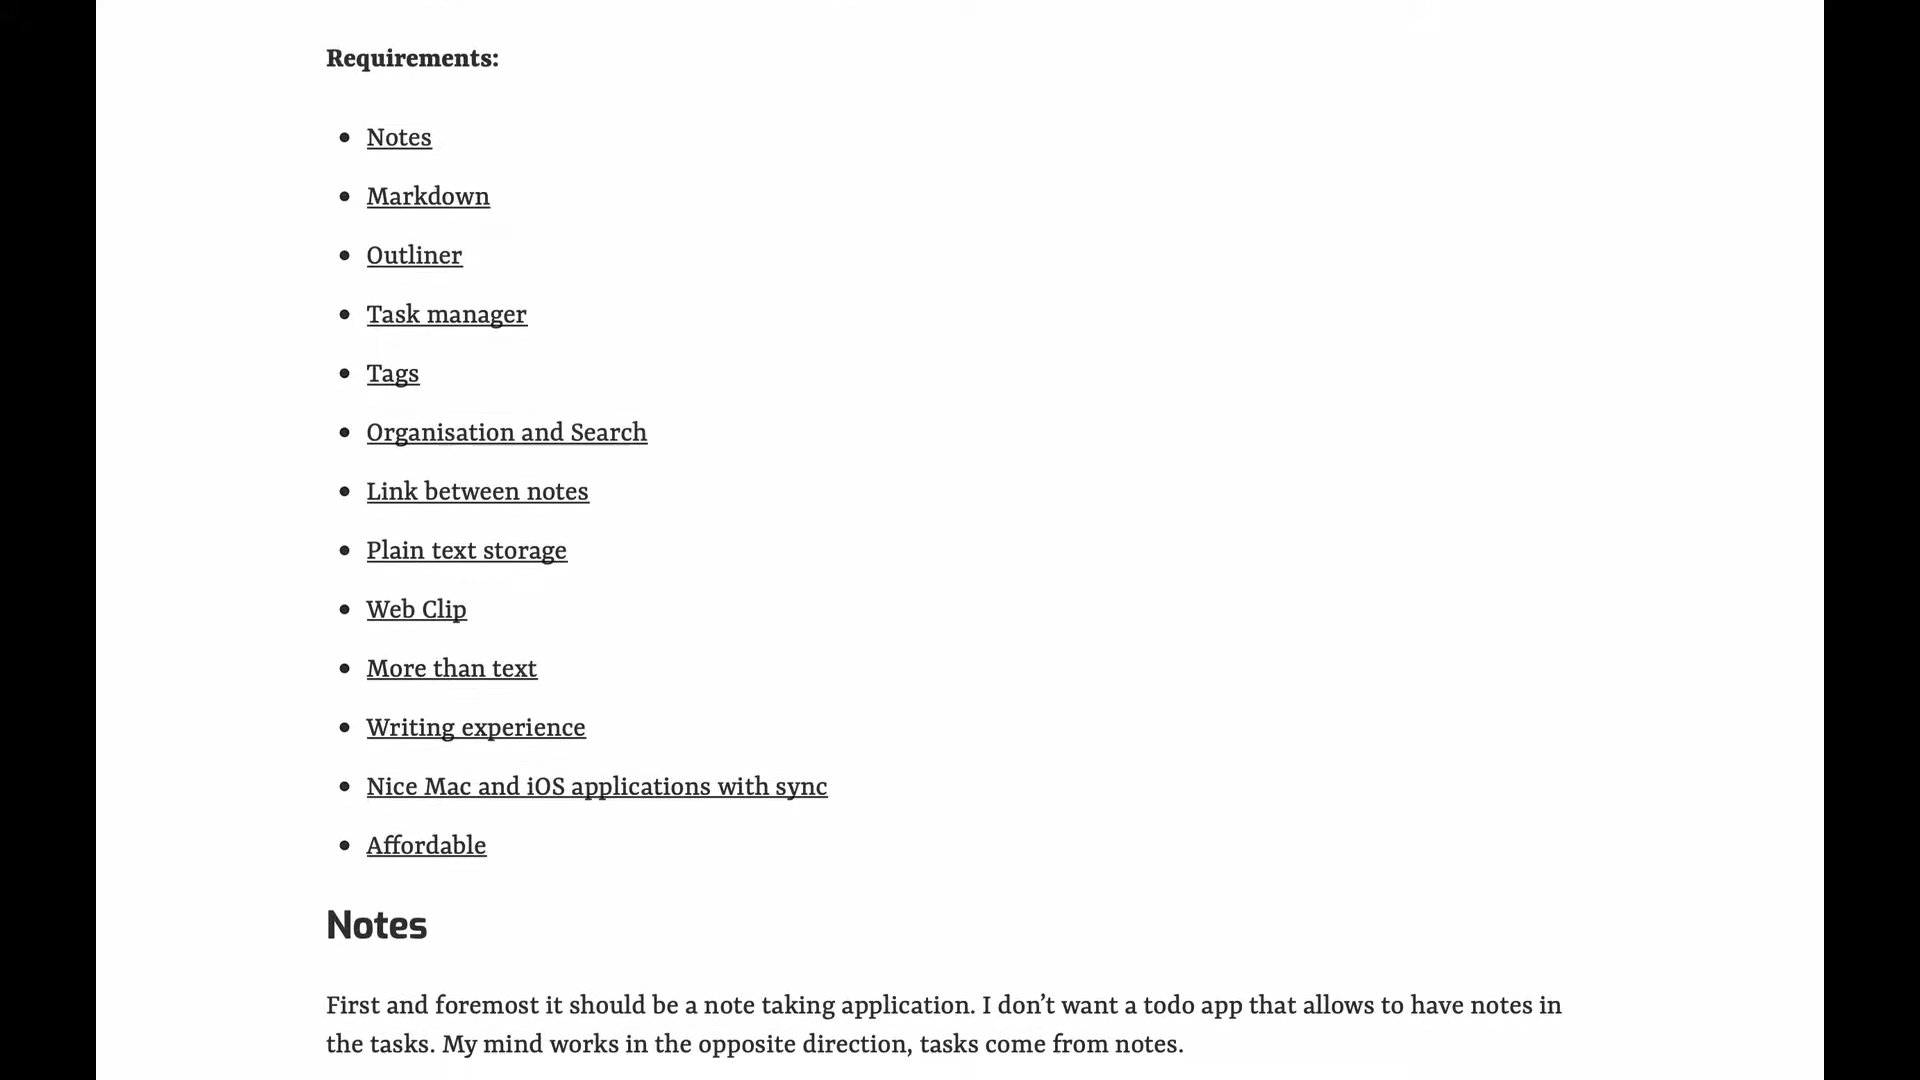 Requirements:
Notes
Markdown
Outliner
Task manager
Tags
Organisation and Search
Link between notes
Plain text storage
Web Clip
More than text
Writing experience
Nice Mac and iOS applications with sync
Affordable
Notes
First and foremost it should be a note taking application. I don’t want a todo app that allows to have notes in
the tasks. My mind works in the opposite direction, tasks come from notes.